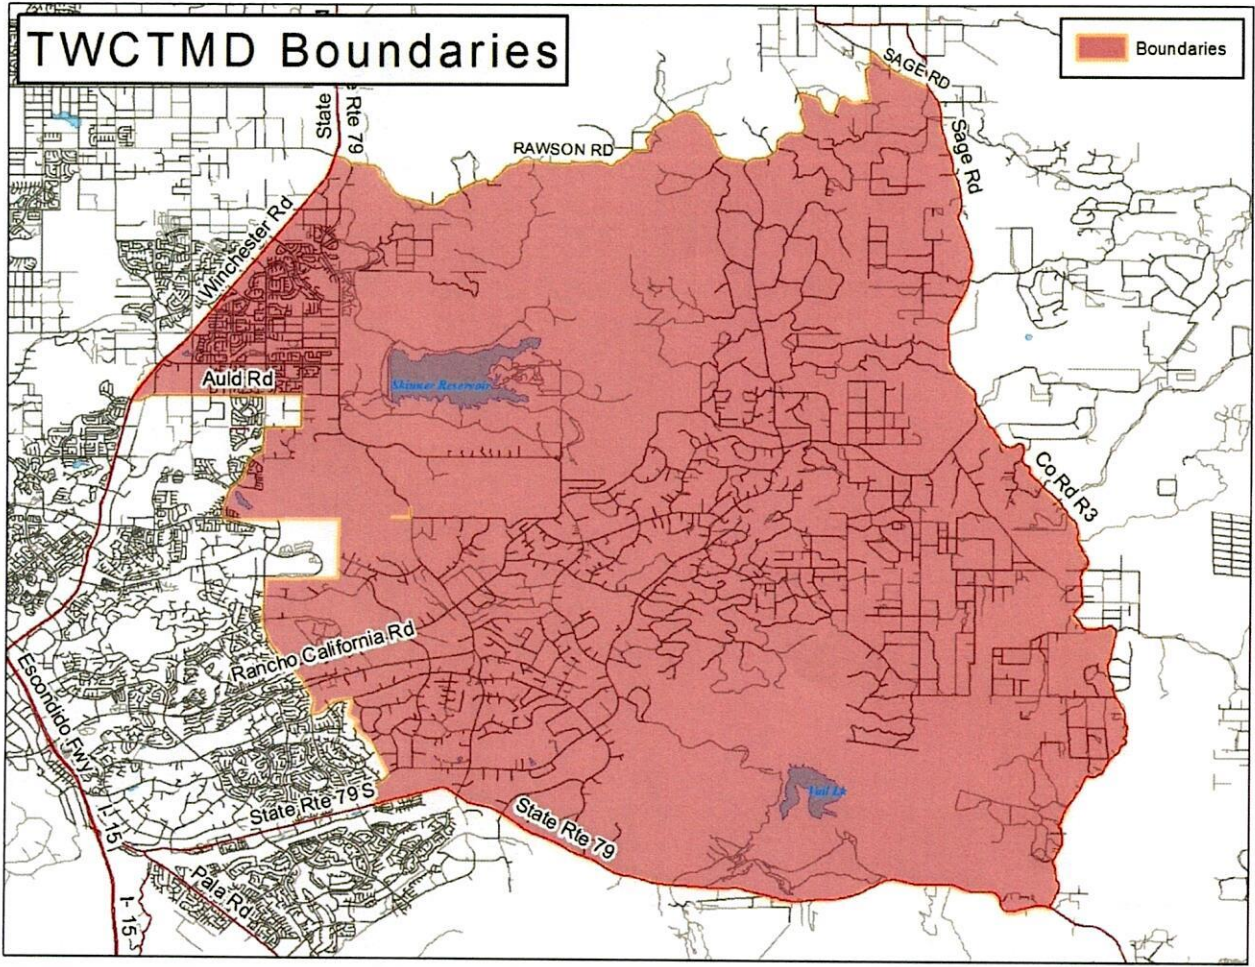 TWCTMD Boundaries
Boundaries
SAGE RD
State Rte 79
Sage Rd
RAWSON RD
Winchester Rd
Skinner Reservoir
Auld Rd
Co Rd R3
Rancho California Rd
Escondido Fwy
Vail Lk
State Rte 79 S
State Rte 79
I- 15
Pala Rd
I- 15